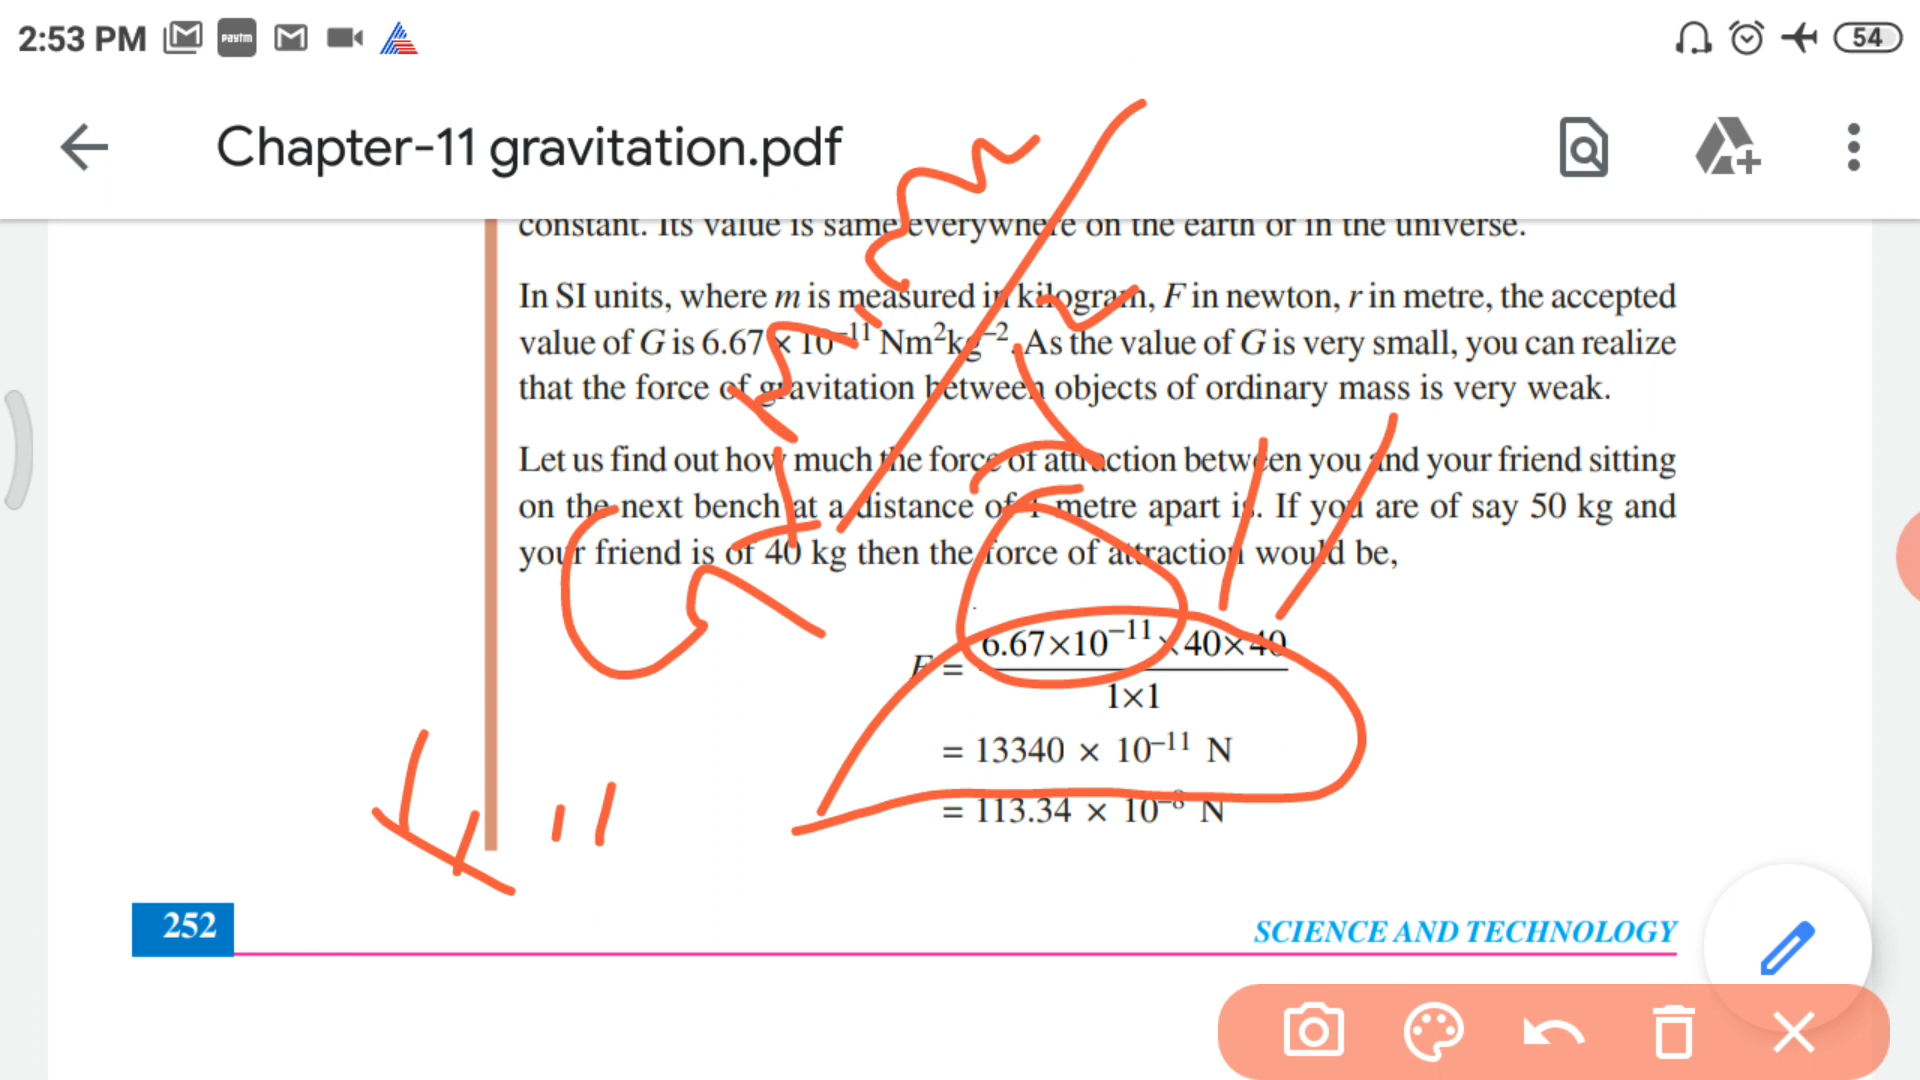 2:53 PM paytm 54
Chapter-11 gravitation.pdf
constant. Its value is same everywhere on the earth or in the universe.
In SI units, where m is measured in kilogram, F in newton, r in metre, the accepted
value of G is 6.67 × 10⁻¹¹ Nm²kg⁻². As the value of G is very small, you can realize
that the force of gravitation between objects of ordinary mass is very weak.
Let us find out how much the force of attraction between you and your friend sitting
on the next bench at a distance of 1 metre apart is. If you are of say 50 kg and
your friend is of 40 kg then the force of attraction would be,
F = 6.67×10⁻¹¹×40×40
1×1
= 13340 × 10⁻¹¹ N
= 113.34 × 10⁻⁸ N
252
SCIENCE AND TECHNOLOGY